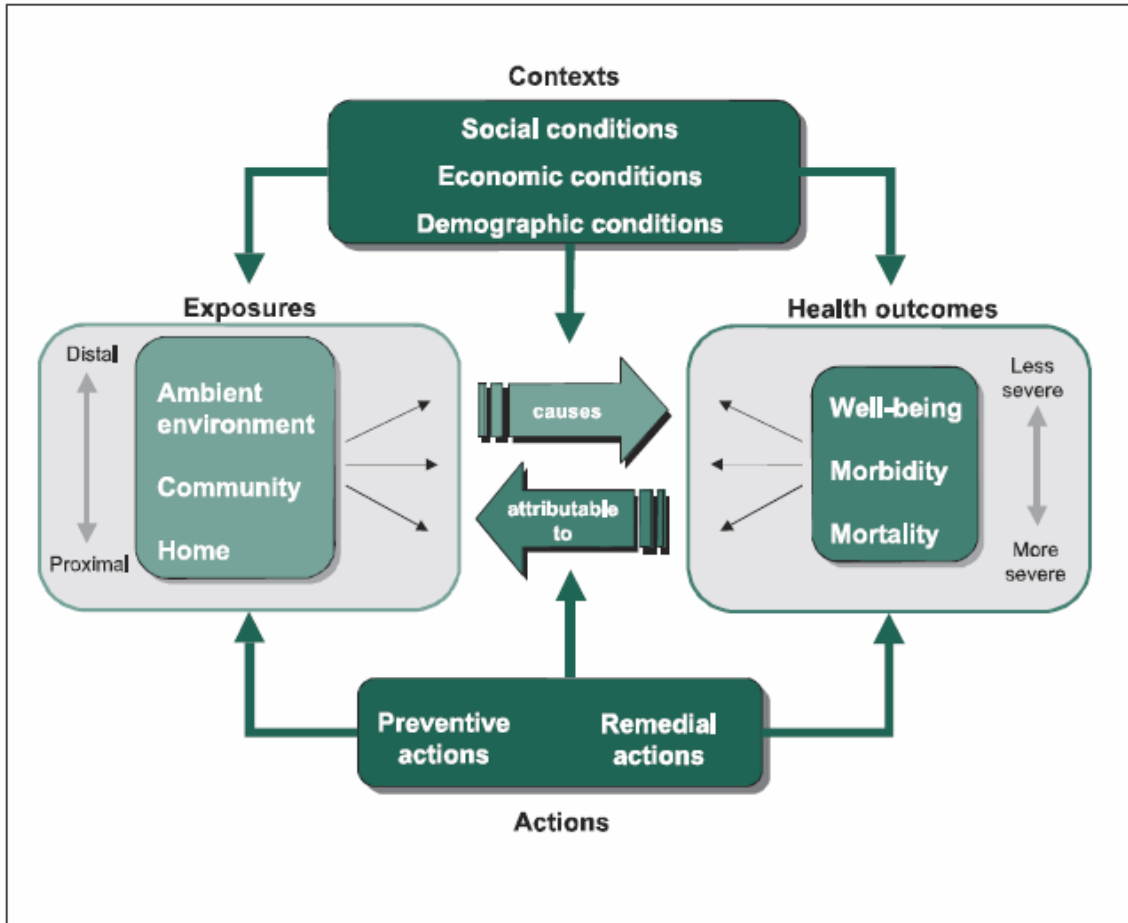 Contexts
Social conditions
Economic conditions
Demographic conditions
Exposures
Distal
Proximal
Ambient
environment
Community
Home
causes
attributable
to
Health outcomes
Well-being
Morbidity
Mortality
Less
severe
More
severe
Preventive
actions
Remedial
actions
Actions